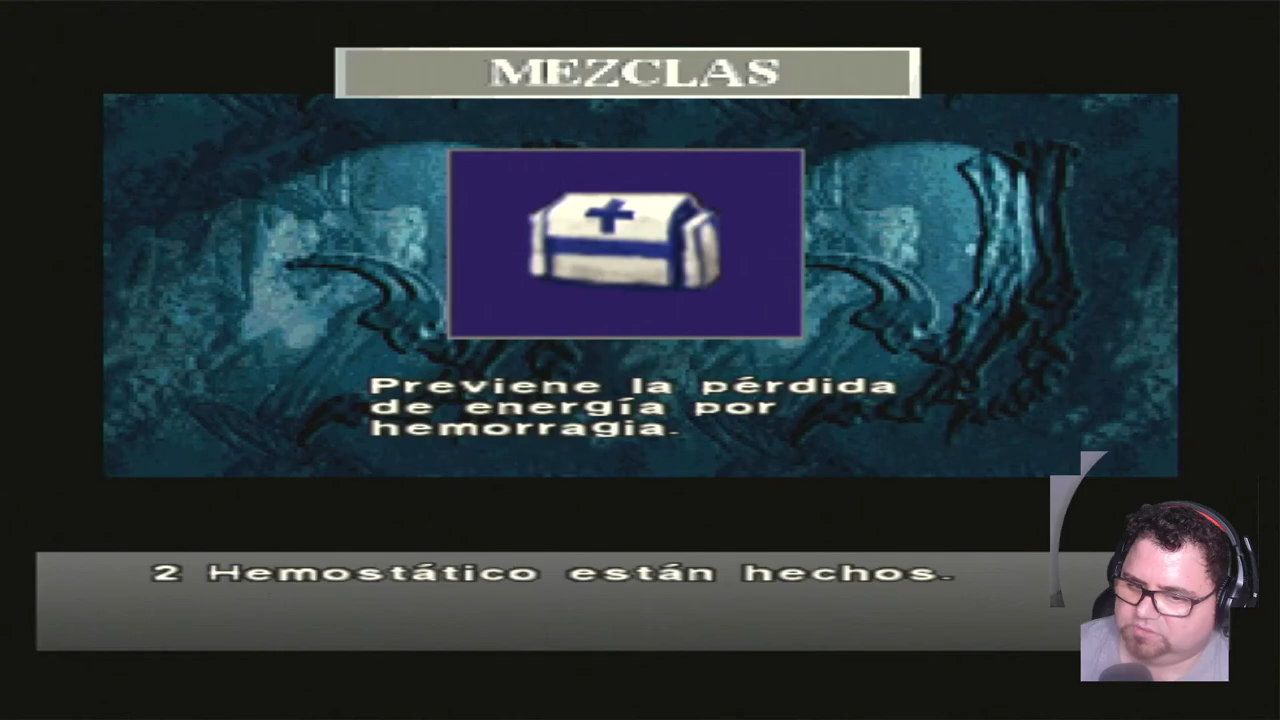 MEZCLAS
Previene la pérdida
de energía por
hemorragia.
2 Hemostático están hechos.